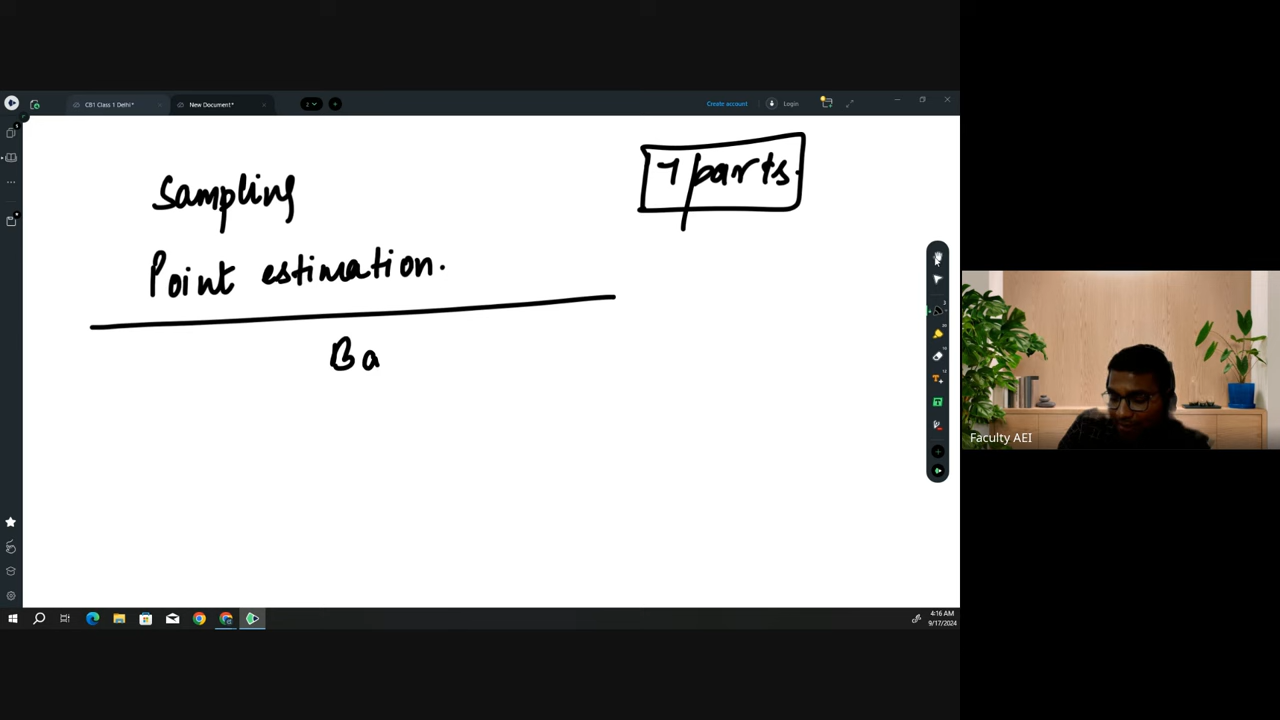 CB1 Class 1 Delhi*
New Document*
2
Create account
Login
7 parts.
Sampling
Point estimation.
Ba
Faculty AEI
4:16 AM
9/17/2024